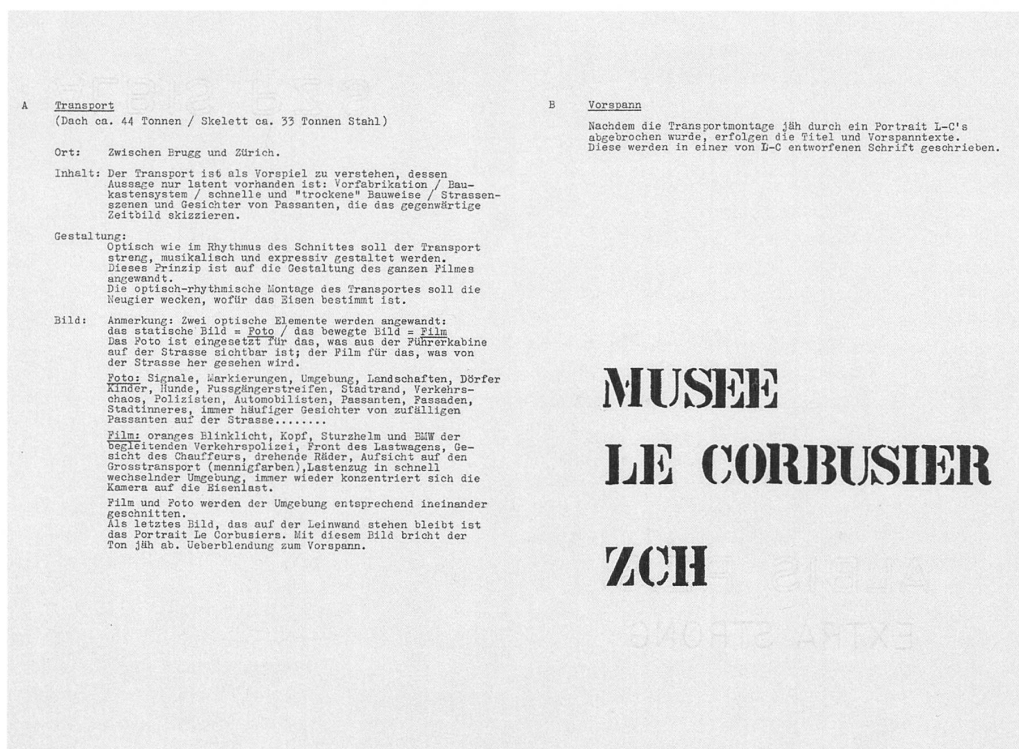 A Transport
(Dach ca. 44 Tonnen / Skelett ca. 33 Tonnen Stahl)
Ort: Zwischen Brugg und Zürich.
Inhalt: Der Transport ist als Vorspiel zu verstehen, dessen
Aussage nur latent vorhanden ist: Vorfabrikation / Bau-
kastensystem / schnelle und "trockene" Bauweise / Strassen-
szenen und Gesichter von Passanten, die das gegenwärtige
Zeitbild skizzieren.
Gestaltung:
Optisch wie im Rhythmus des Schnittes soll der Transport
streng, musikalisch und expressiv gestaltet werden.
Dieses Prinzip ist auf die Gestaltung des ganzen Filmes
angewandt.
Die optisch-rhythmische Montage des Transportes soll die
Neugier wecken, wofür das Eisen bestimmt ist.
Bild: Anmerkung: Zwei optische Elemente werden angewandt:
das statische Bild = Foto / das bewegte Bild = Film
Das Foto ist eingesetzt für das, was aus der Führerkabine
auf der Strasse sichtbar ist; der Film für das, was von
der Strasse her gesehen wird.
Foto: Signale, Markierungen, Umgebung, Landschaften, Dörfer
Kinder, Hunde, Fussgängerstreifen, Stadtrand, Verkehrs-
chaos, Polizisten, Automobilisten, Passanten, Fassaden,
Stadtinneres, immer häufiger Gesichter von zufälligen
Passanten auf der Strasse........
Film: oranges Blinklicht, Kopf, Sturzhelm und BMW der
begleitenden Verkehrspolizei, Front des Lastwagens, Ge-
sicht des Chauffeurs, drehende Räder, Aufsicht auf den
Grosstransport (mennigfarben),Lastenzug in schnell
wechselnder Umgebung, immer wieder konzentriert sich die
Kamera auf die Eisenlast.
Film und Foto werden der Umgebung entsprechend ineinander
geschnitten.
Als letztes Bild, das auf der Leinwand stehen bleibt ist
das Portrait Le Corbusiers. Mit diesem Bild bricht der
Ton jäh ab. Ueberblendung zum Vorspann.
B Vorspann
Nachdem die Transportmontage jäh durch ein Portrait L-C's
abgebrochen wurde, erfolgen die Titel und Vorspanntexte.
Diese werden in einer von L-C entworfenen Schrift geschrieben.
MUSEE
LE CORBUSIER
ZCH
EXTRA STRONG